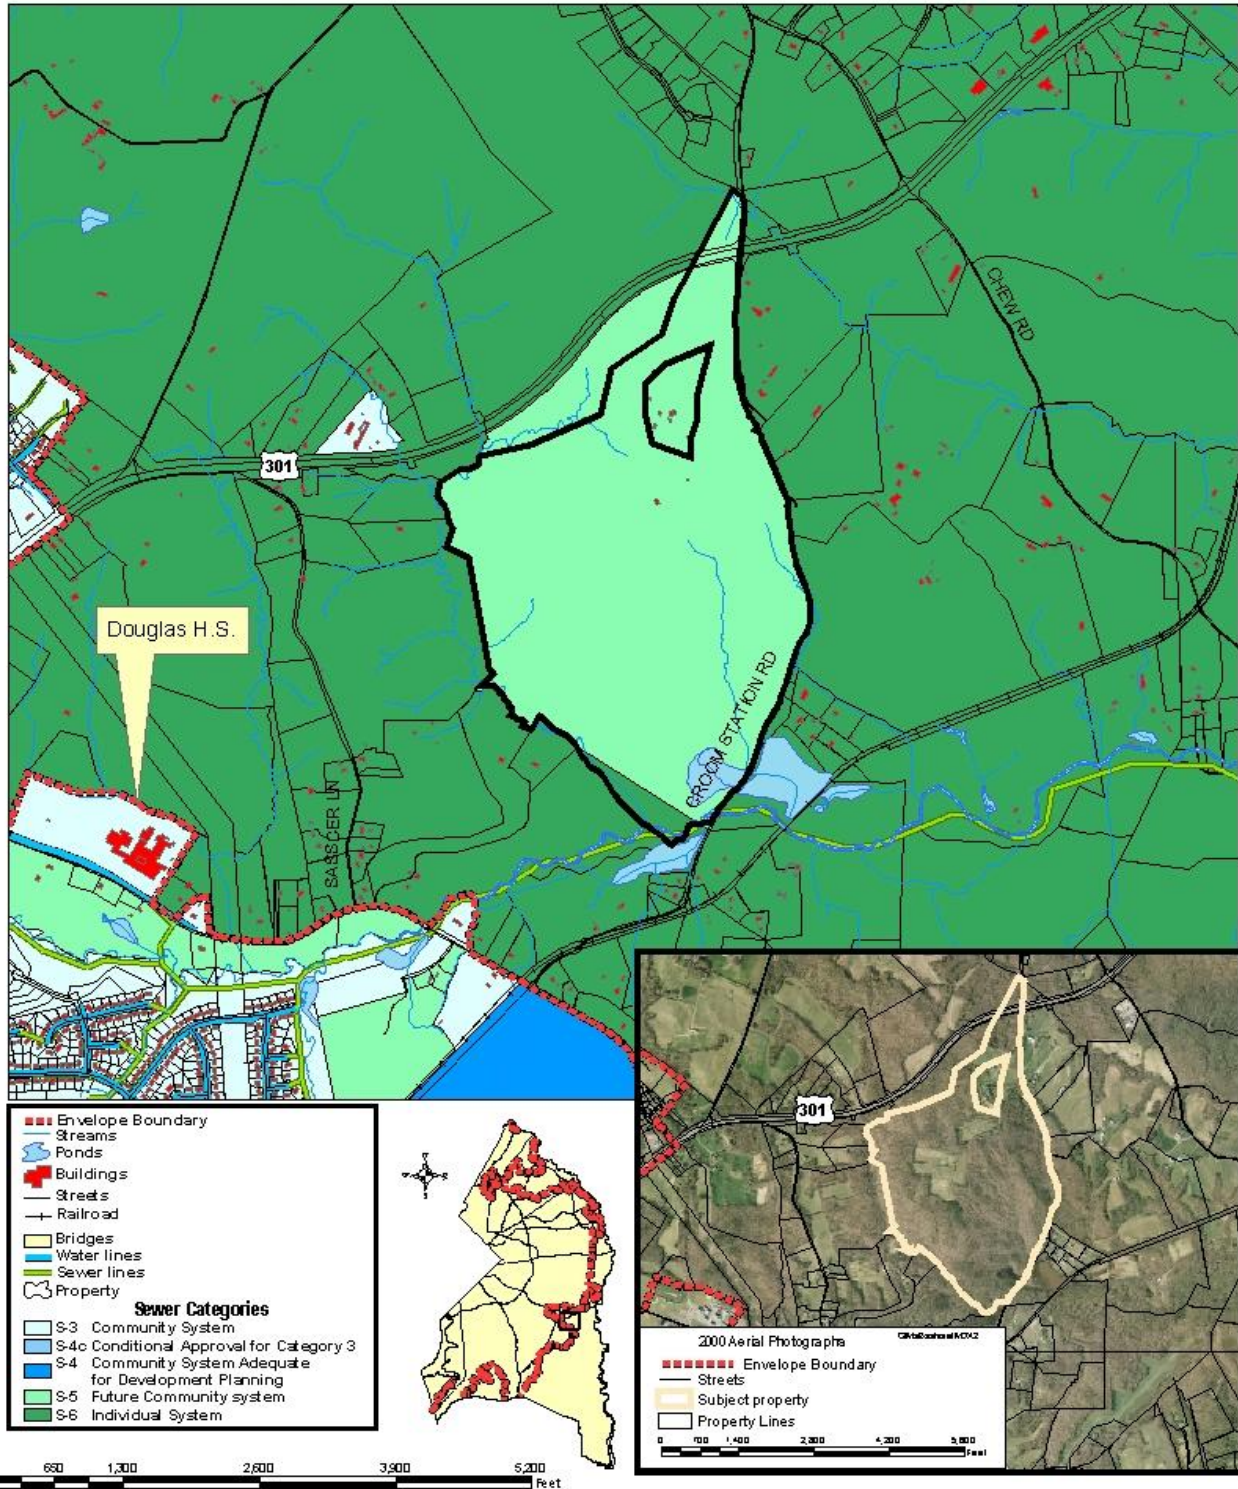 CHEW RD
301
Douglas H.S.
GROOM STATION RD
SASSCER LN
Envelope Boundary
Streams
Ponds
Buildings
Streets
Railroad
Bridges
Water lines
Sewer lines
Property
Sewer Categories
S-3 Community System
S-4c Conditional Approval for Category 3
S-4 Community System Adequate
for Development Planning
S-5 Future Community system
S-6 Individual System
650 1,300 2,600 3,900 5,200
Feet
301
2000 Aerial Photographs
Envelope Boundary
Streets
Subject property
Property Lines
0 700 1,400 2,800 4,200 5,600
Feet